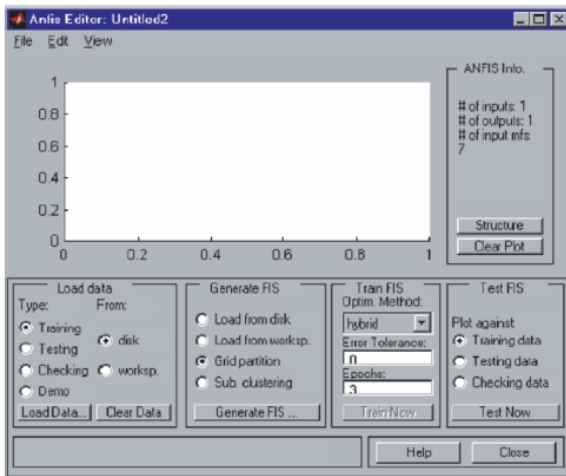 Anfis Editor: Untitled2
File Edt View
ANFIS Info.
# of inputs: 1
# of outputs: 1
# of input mfs:
7
Structure
Clear Plot
1
0.8
0.6
0.4
0.2
0
0 0.2 0.4 0.6 0.8 1
Load data
Type: From:
Training
Testing
Checking
Demo
disk
worksp.
Load Data... Clear Data
Generate FIS
Load from disk
Load from worksp.
Grid partition
Sub. clustering
Generate FIS ...
Train FIS
Optim. Method:
hybrid
Error Tolerance:
0
Epochs:
3
Train Now
Test FIS
Plot against
Training data
Testing data
Checking data
Test Now
Help Close